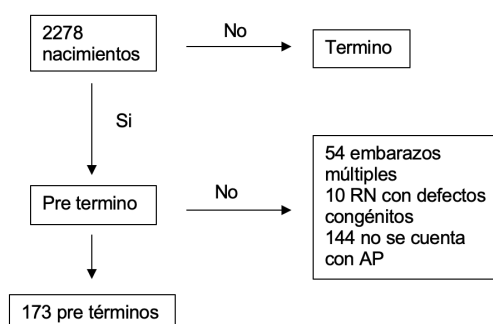 2278
nacimientos
No
Termino
Si
Pre termino
No
54 embarazos
múltiples
10 RN con defectos
congénitos
144 no se cuenta
con AP
173 pre términos